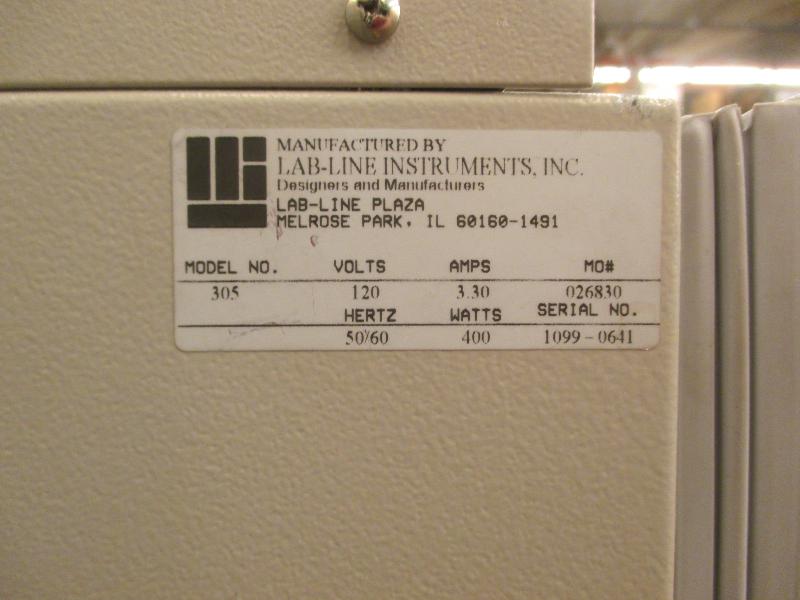 MANUFACTURED BY
LAB-LINE INSTRUMENTS, INC.
Designers and Manufacturers
LAB-LINE PLAZA
MELROSE PARK, IL 60160-1491
MODEL NO. VOLTS AMPS MO#
305 120 3.30 026830
HERTZ WATTS SERIAL NO.
50/60 400 1099-0641